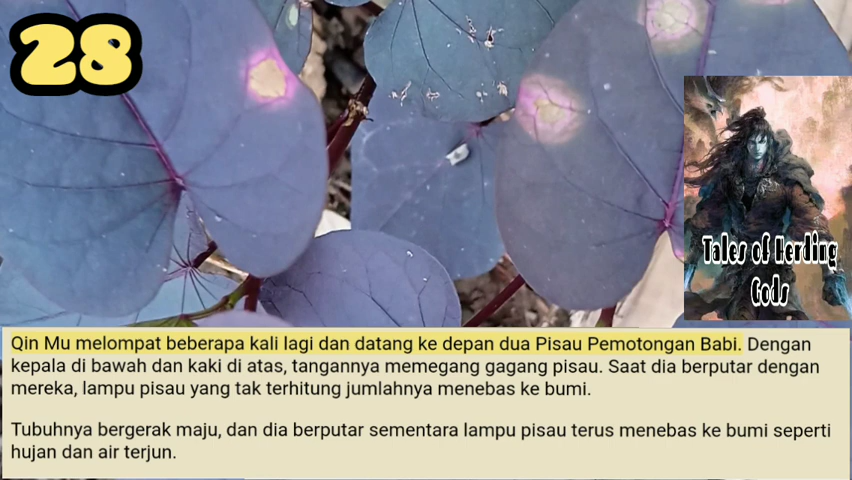 28
Tales of Herding
Gods
Qin Mu melompat beberapa kali lagi dan datang ke depan dua Pisau Pemotongan Babi. Dengan
kepala di bawah dan kaki di atas, tangannya memegang gagang pisau. Saat dia berputar dengan
mereka, lampu pisau yang tak terhitung jumlahnya menebas ke bumi.
Tubuhnya bergerak maju, dan dia berputar sementara lampu pisau terus menebas ke bumi seperti
hujan dan air terjun.